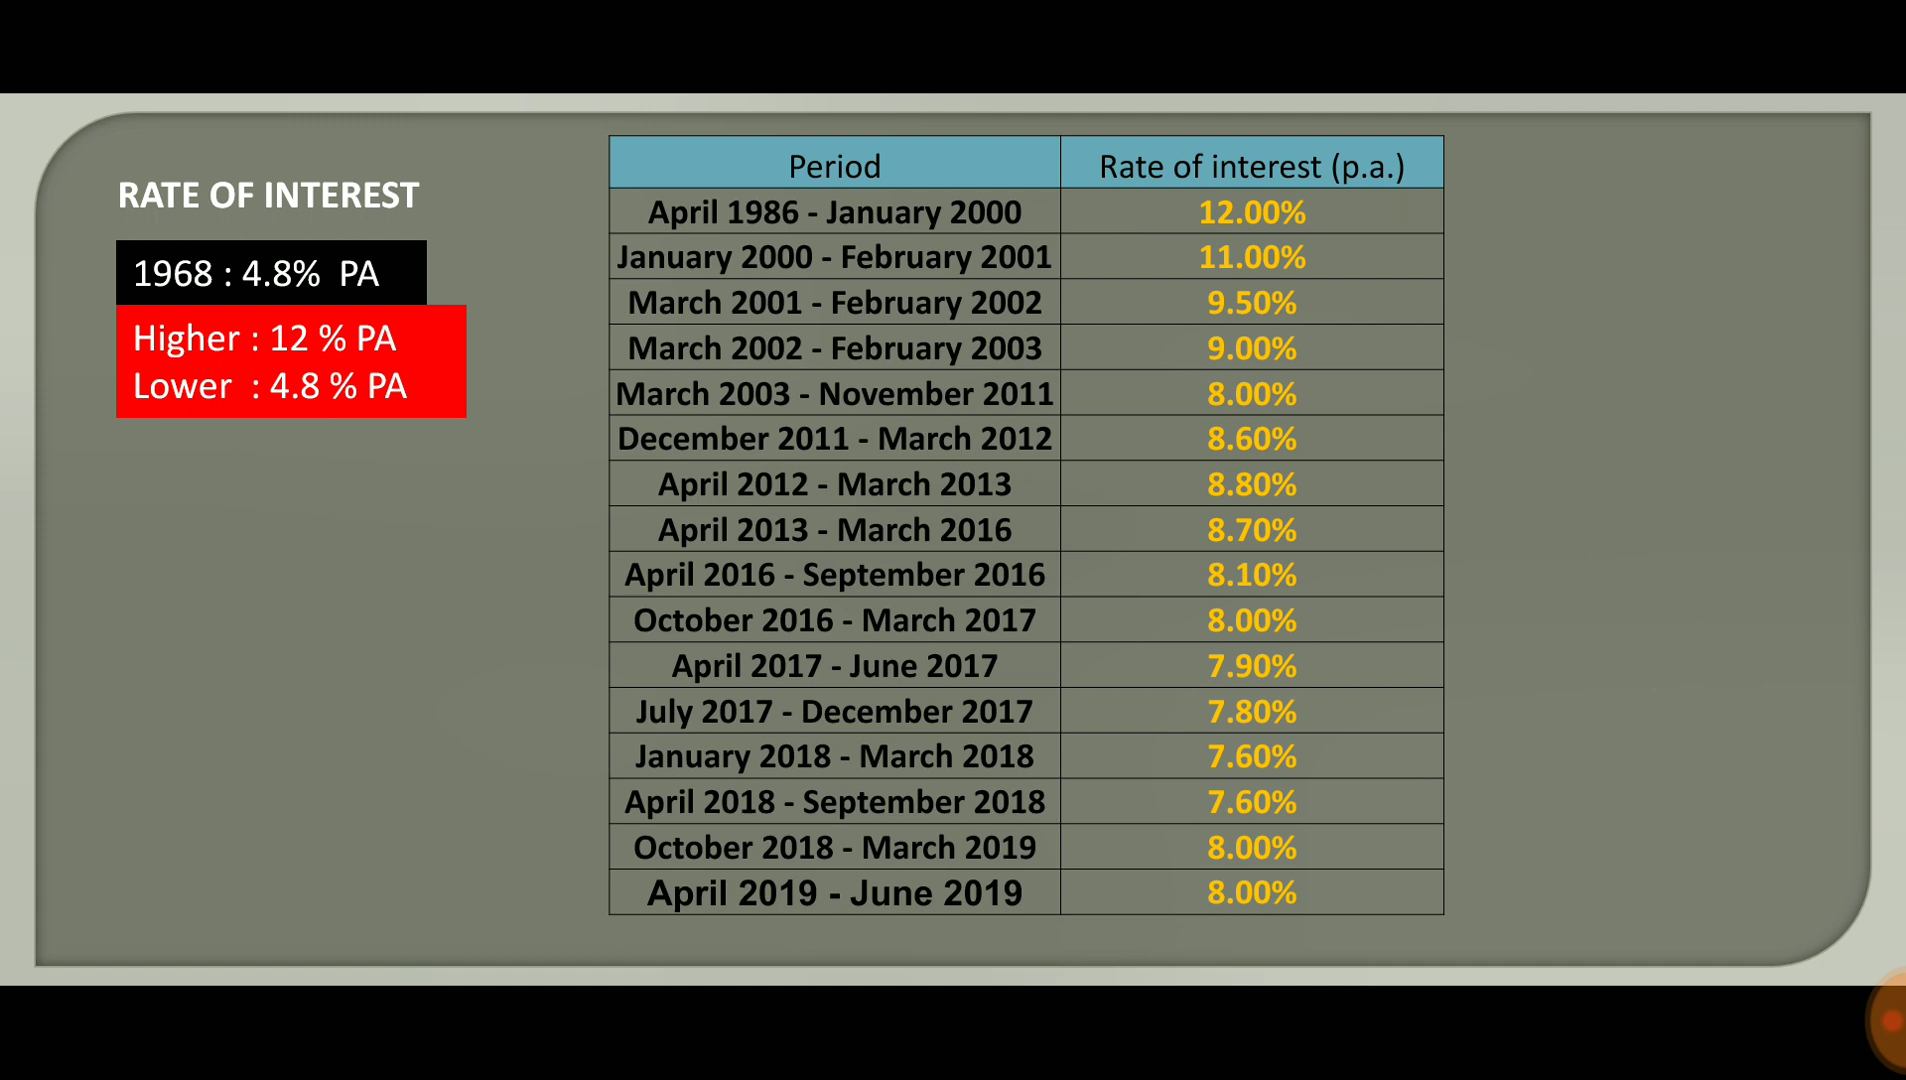 RATE OF INTEREST
1968 : 4.8% PA
Higher : 12 % PA
Lower : 4.8 % PA
Period Rate of interest (p.a.)
April 1986 - January 2000 12.00%
January 2000 - February 2001 11.00%
March 2001 - February 2002 9.50%
March 2002 - February 2003 9.00%
March 2003 - November 2011 8.00%
December 2011 - March 2012 8.60%
April 2012 - March 2013 8.80%
April 2013 - March 2016 8.70%
April 2016 - September 2016 8.10%
October 2016 - March 2017 8.00%
April 2017 - June 2017 7.90%
July 2017 - December 2017 7.80%
January 2018 - March 2018 7.60%
April 2018 - September 2018 7.60%
October 2018 - March 2019 8.00%
April 2019 - June 2019 8.00%